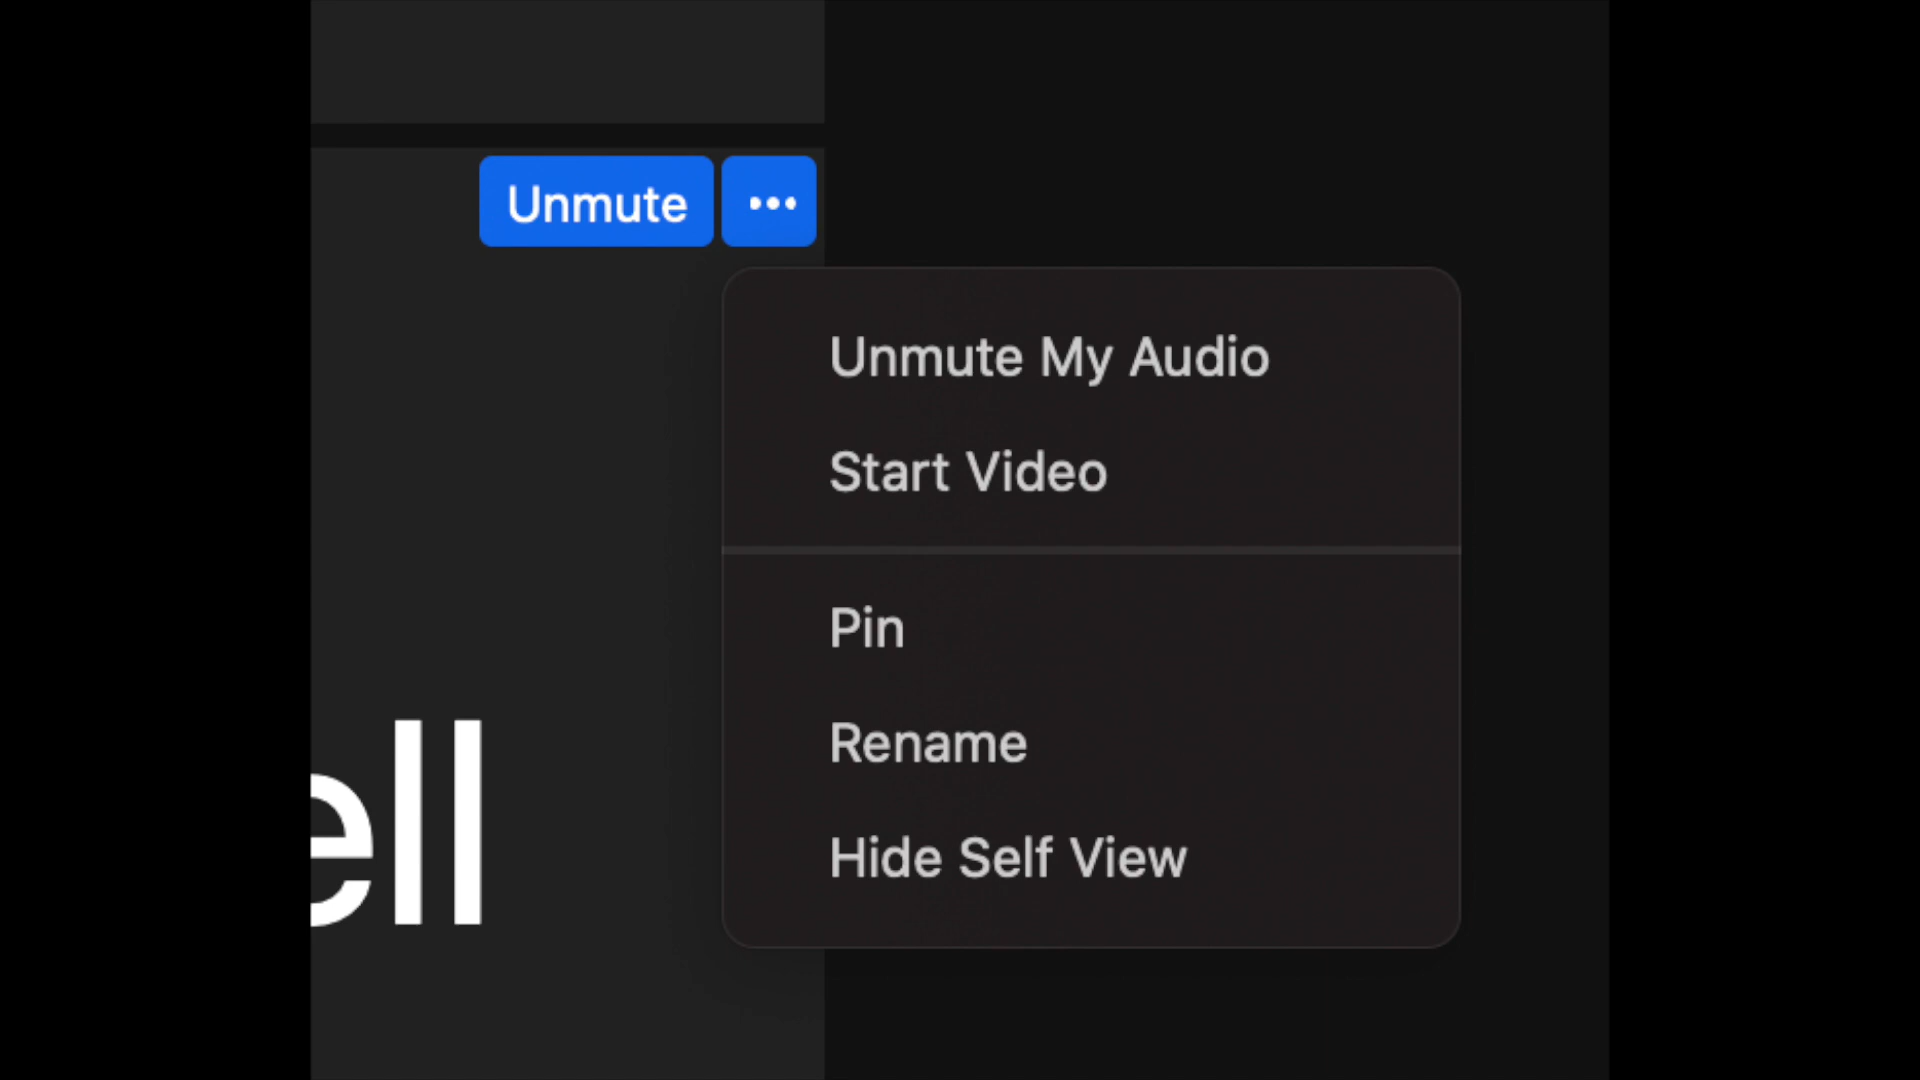 Unmute ...
Unmute My Audio
Start Video
Pin
Rename
Hide Self View
ell